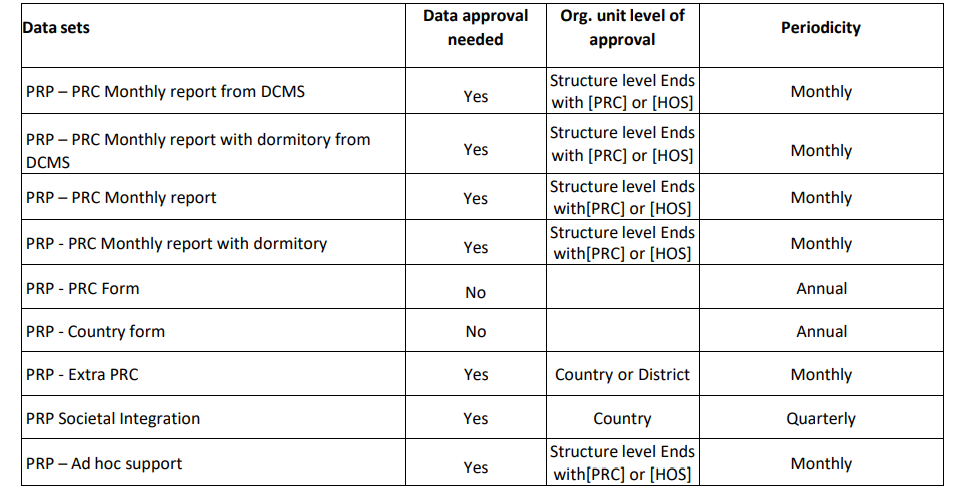 Data sets
Data approval
needed
Org. unit level of
approval
Periodicity
PRP – PRC Monthly report from DCMS
Yes
Structure level Ends
with [PRC] or [HOS]
Monthly
PRP – PRC Monthly report with dormitory from
DCMS
Yes
Structure level Ends
with [PRC] or [HOS]
Monthly
PRP – PRC Monthly report
Yes
Structure level Ends
with[PRC] or [HOS]
Monthly
PRP - PRC Monthly report with dormitory
Yes
Structure level Ends
with[PRC] or [HOS]
Monthly
PRP - PRC Form
No
Annual
PRP - Country form
No
Annual
PRP - Extra PRC
Yes
Country or District
Monthly
PRP Societal Integration
Yes
Country
Quarterly
PRP – Ad hoc support
Yes
Structure level Ends
with[PRC] or [HOS]
Monthly